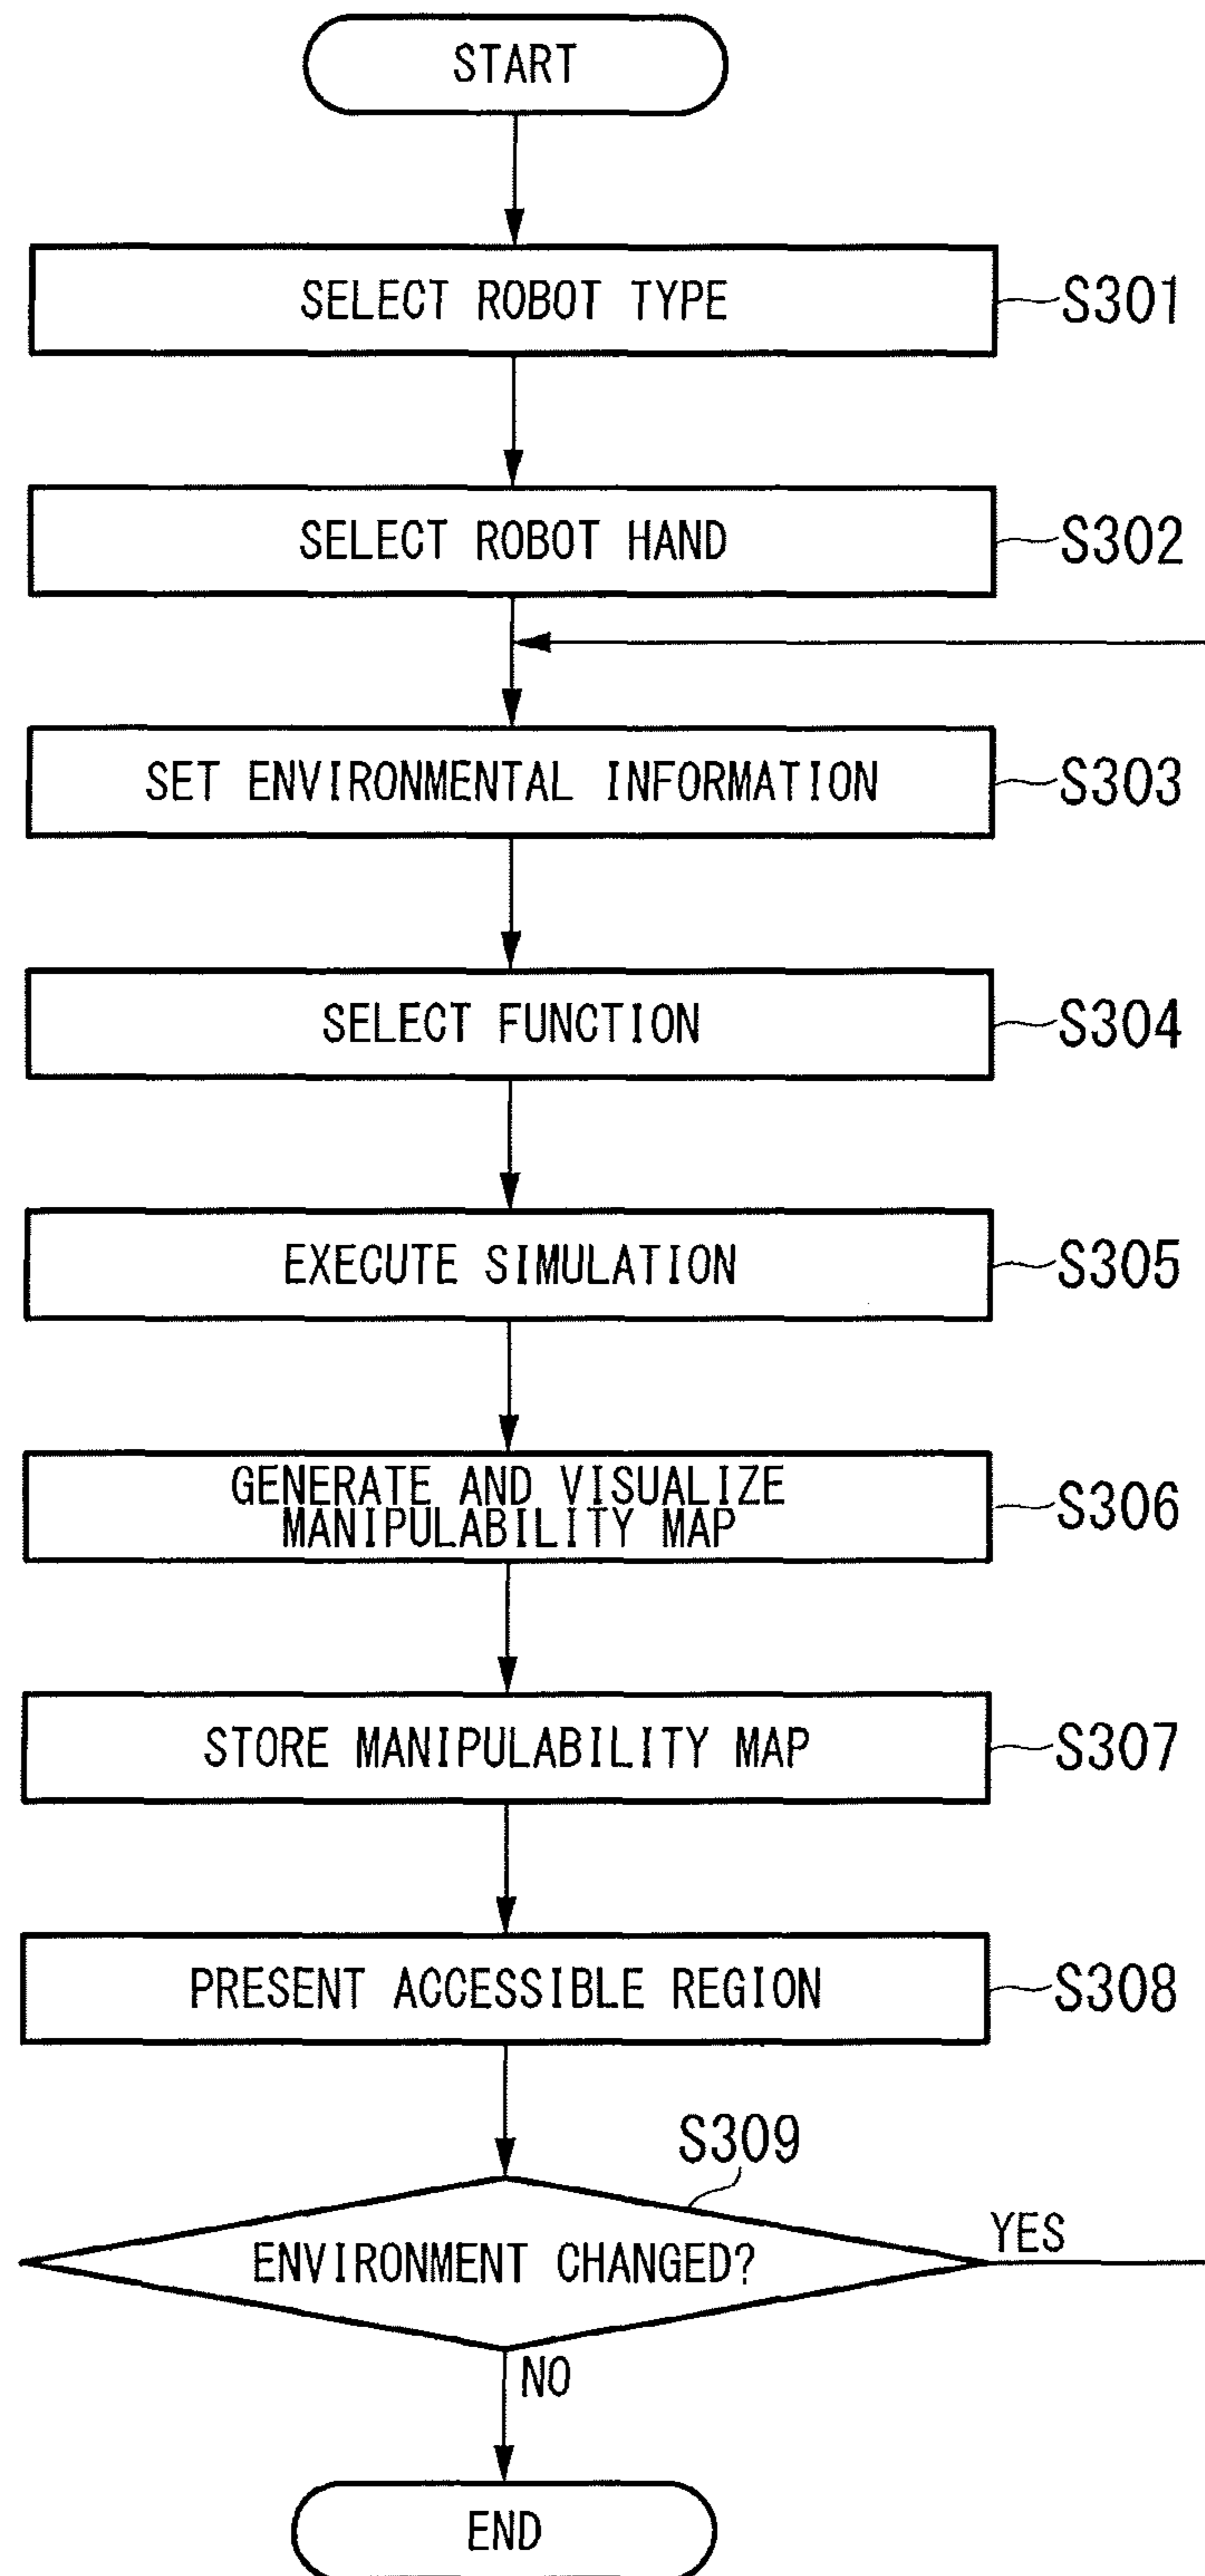 START
SELECT ROBOT TYPE
S301
SELECT ROBOT HAND
S302
SET ENVIRONMENTAL INFORMATION
S303
SELECT FUNCTION
S304
EXECUTE SIMULATION
S305
GENERATE AND VISUALIZE
MANIPULABILITY MAP
S306
STORE MANIPULABILITY MAP
S307
PRESENT ACCESSIBLE REGION
S308
S309
ENVIRONMENT CHANGED?
YES
NO
END